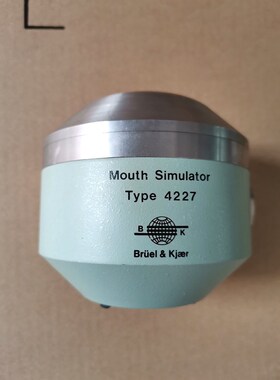 Mouth Simulator
Type 4227
B K
Brüel & Kjær